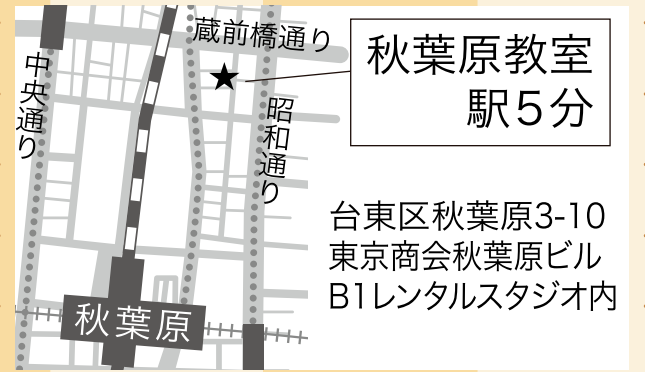 蔵前橋通り
中央通り
昭和通り
秋葉原
秋葉原教室
駅5分
台東区秋葉原3-10
東京商会秋葉原ビル
B1レンタルスタジオ内